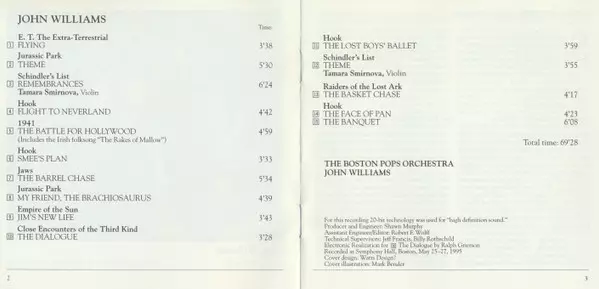 JOHN WILLIAMS
Time:
E. T. The Extra-Terrestrial
1 FLYING 3'38
Jurassic Park
2 THEME 5'30
Schindler's List
3 REMEMBRANCES 6'24
Tamara Smirnova, Violin
Hook
4 FLIGHT TO NEVERLAND 4'42
1941
5 THE BATTLE FOR HOLLYWOOD 4'59
(Includes the Irish folksong "The Rakes of Mallow")
Hook
6 SMEE'S PLAN 3'33
Jaws
7 THE BARREL CHASE 5'34
Jurassic Park
8 MY FRIEND, THE BRACHIOSAURUS 4'39
Empire of the Sun
9 JIM'S NEW LIFE 3'43
Close Encounters of the Third Kind
10 THE DIALOGUE 3'28
2
Hook
11 THE LOST BOYS' BALLET 3'59
Schindler's List
12 THEME 3'55
Tamara Smirnova, Violin
Raiders of the Lost Ark
13 THE BASKET CHASE 4'17
Hook
14 THE FACE OF PAN 4'23
15 THE BANQUET 6'08
Total time: 69'28
THE BOSTON POPS ORCHESTRA
JOHN WILLIAMS
For this recording 20-bit technology was used for "high definition sound."
Producer and Engineer: Shawn Murphy
Assistant Engineer/Editor: Robert E. Wolff
Technical Supervision: Jeff Francis, Billy Rothschild
Electronic Realization for 10 The Dialogue by Ralph Grierson
Recorded in Symphony Hall, Boston, May 25–27, 1995
Cover design: Watts Design?
Cover illustration: Mark Bender
3